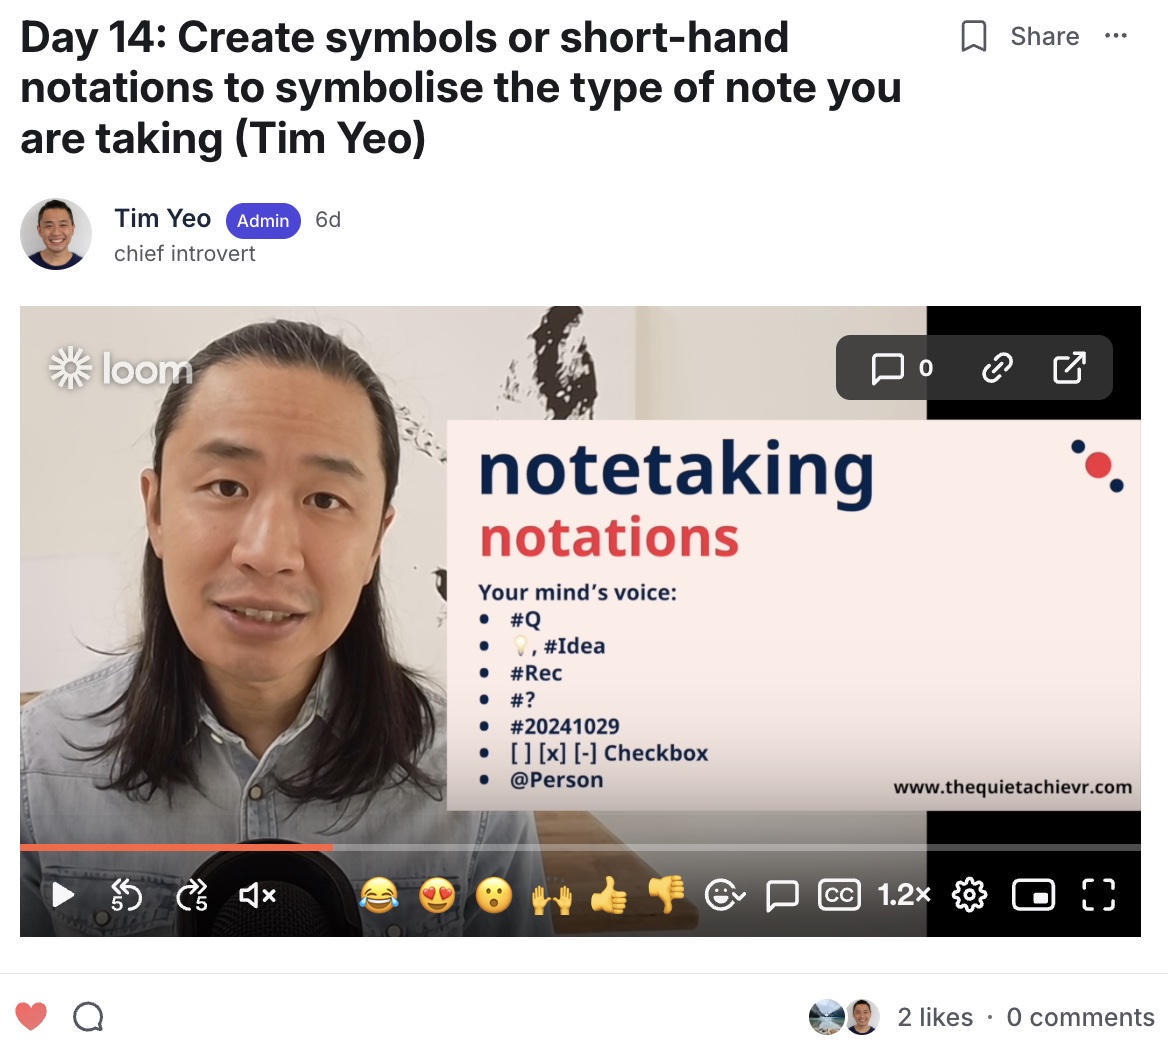 Day 14: Create symbols or short-hand
notations to symbolise the type of note you
are taking (Tim Yeo)
Share
Tim Yeo
Admin
6d
chief introvert
loom
0
notetaking
notations
Your mind’s voice:
• #Q
• 💡, #Idea
• #Rec
• #?
• #20241029
• [ ] [x] [-] Checkbox
• @Person
www.thequietachievr.com
5
5
CC
1.2×
2 likes · 0 comments